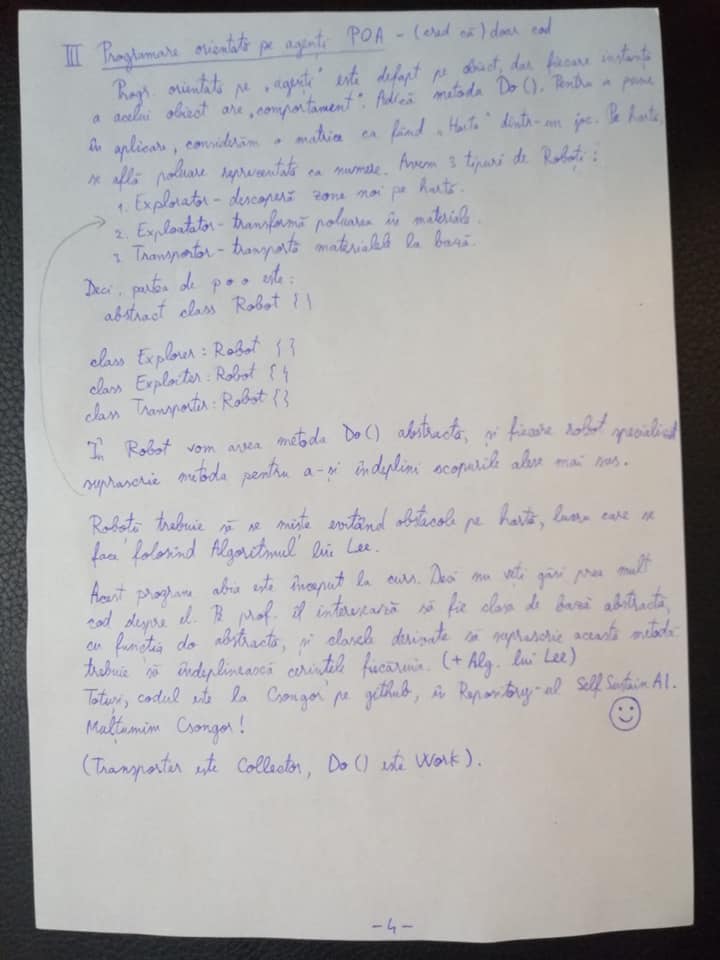 III Programare orientată pe agenți POA - (cred că) doar cod
Progr. orientată pe „agenți" este defapt pe obiect, dar fiecare instanță
a acelui obiect are „comportament". Adică metoda Do(). Pentru a pune
în aplicare, considerăm o matrice ca fiind „Harta" dintr-un joc. Pe hartă,
se află poluare reprezentată ca numere. Avem 3 tipuri de Roboți:
1. Explorator - descoperă zone noi pe hartă.
2. Exploatator - transformă poluarea în materiale.
3. Transportor - transportă materialele la bază.
Deci, partea de poo este:
abstract class Robot {}
class Explorer : Robot {}
class Exploiter : Robot {}
class Transporter : Robot {}
În Robot vom avea metoda Do() abstractă, și fiecare robot specializat
suprascrie metoda pentru a-și îndeplini scopurile alese mai sus.
Roboții trebuie să se miște evitând obstacole pe hartă, lucru care se
face folosind Algoritmul lui Lee.
Acest program abia este început la curs. Deci nu veți găsi prea mult
cod despre el. Pe prof. îl interesează să fie clasa de bază abstractă,
cu funcția do abstractă, și clasele derivate să suprascrie această metodă
trebuie să îndeplinească cerințele fiecăruia. (+ Alg. lui Lee)
Totuși, codul este la Csongor pe github, în Repository-ul SelfSustainAI.
Mulțumim Csongor!
(Transporter este Collector, Do() este Work).
- 4 -